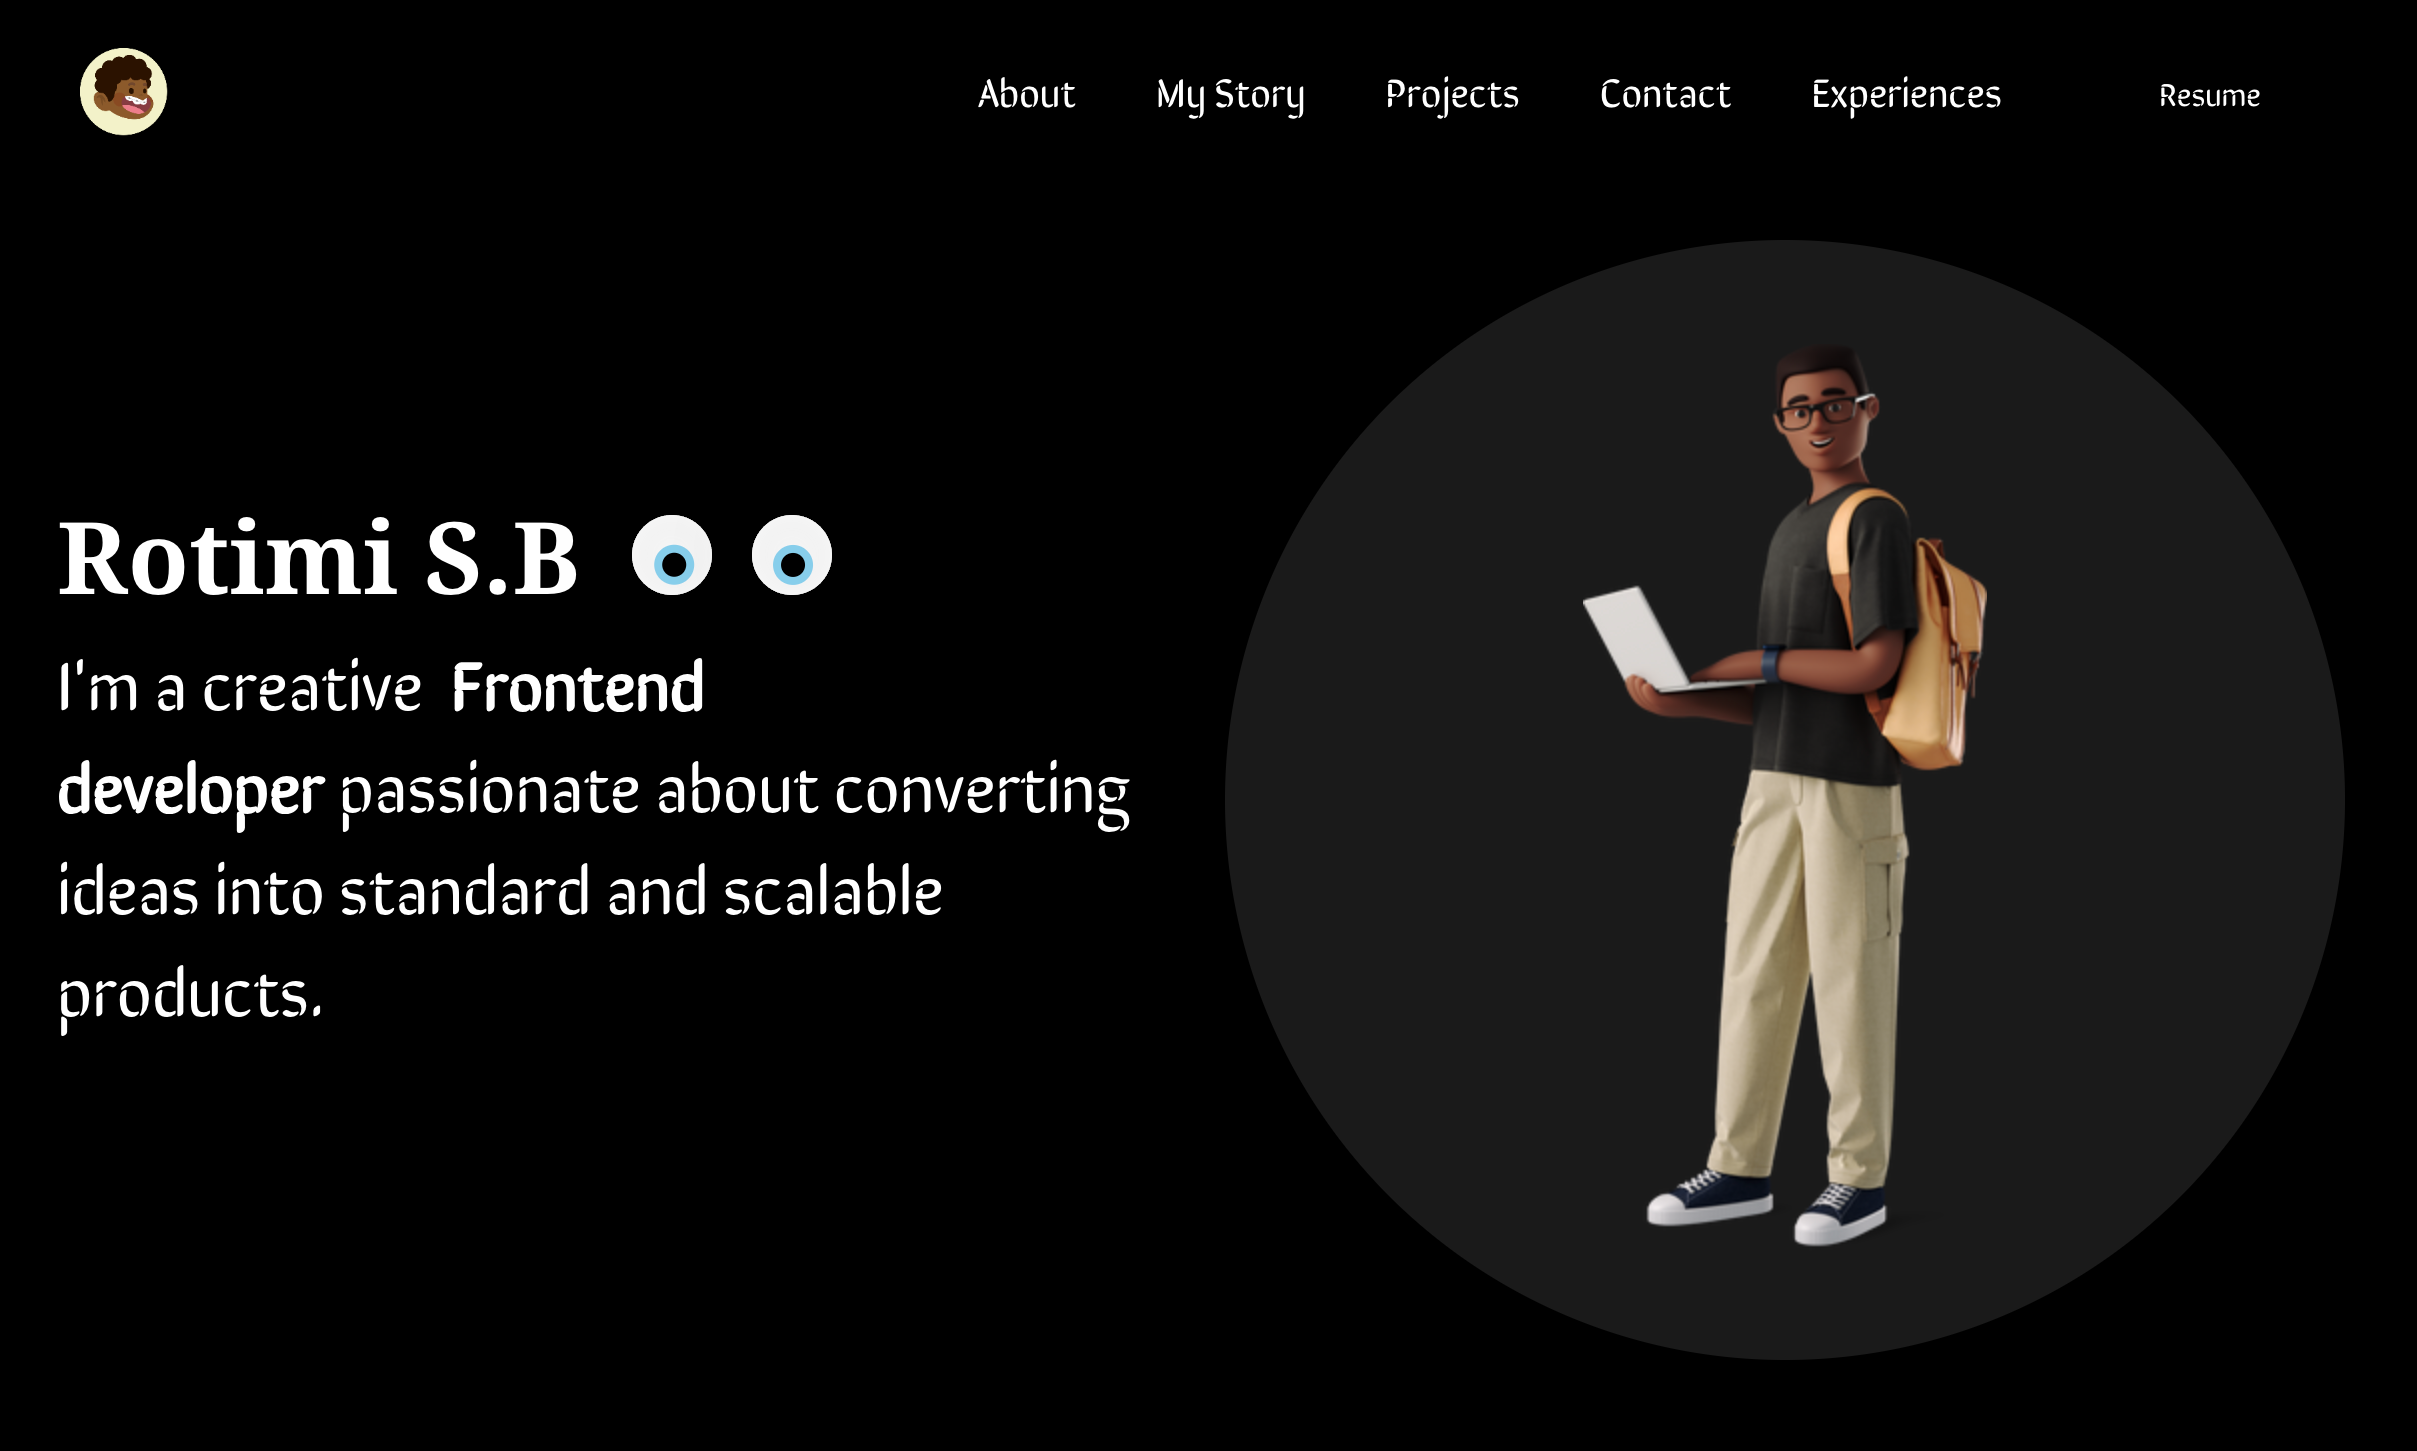 About My Story Projects Contact Experiences Resume
Rotimi S.B
I'm a creative Frontend
developer passionate about converting
ideas into standard and scalable
products.